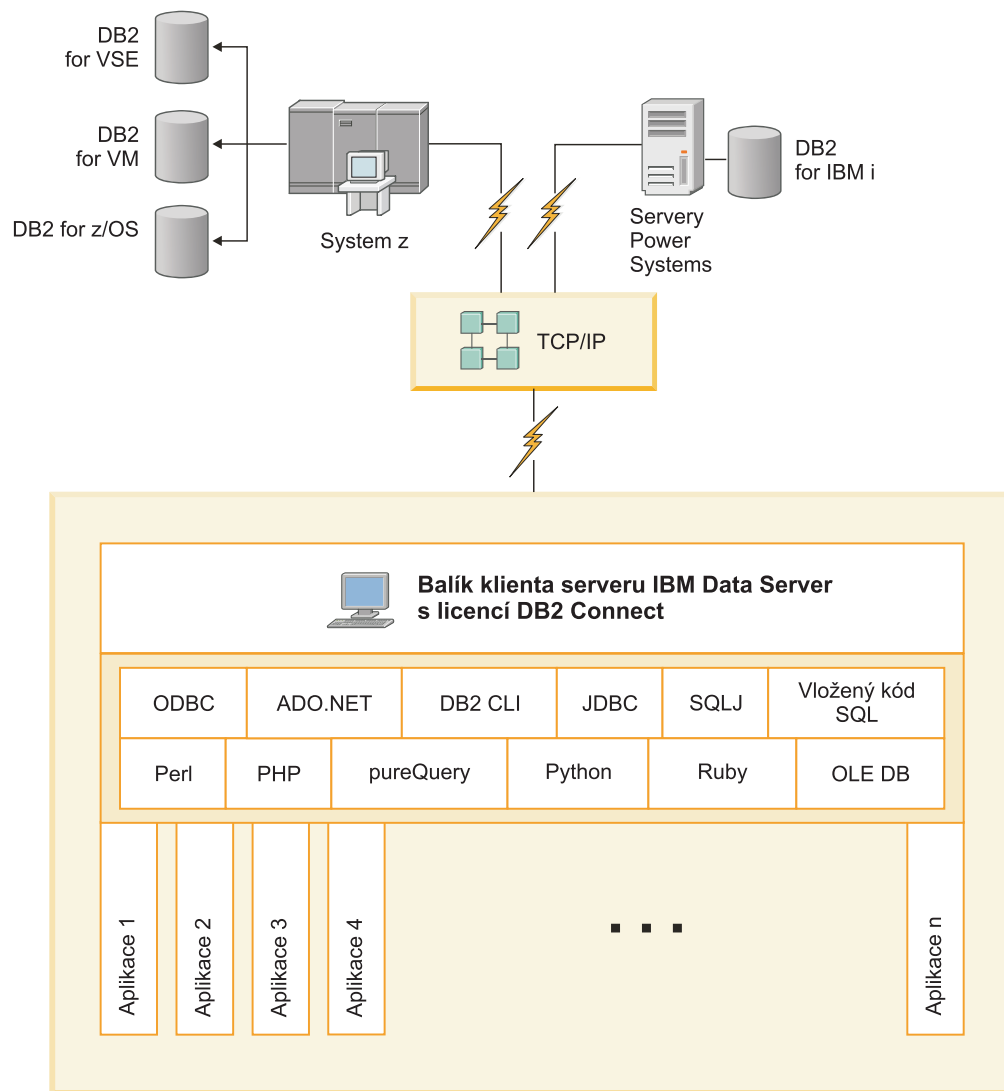 DB2
for VSE
DB2
for VM
DB2 for z/OS
System z
Servery
Power
Systems
DB2
for IBM i
TCP/IP
Balík klienta serveru IBM Data Server
s licencí DB2 Connect
ODBC
ADO.NET
DB2 CLI
JDBC
SQLJ
Vložený kód
SQL
Perl
PHP
pureQuery
Python
Ruby
OLE DB
Aplikace 1
Aplikace 2
Aplikace 3
Aplikace 4
...
Aplikace n